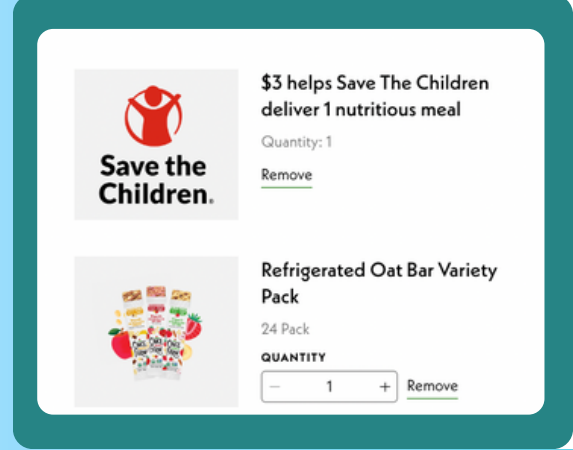 Save the
Children®
$3 helps Save The Children
deliver 1 nutritious meal
Quantity: 1
Remove
Refrigerated Oat Bar Variety
Pack
24 Pack
QUANTITY
− 1 +
Remove